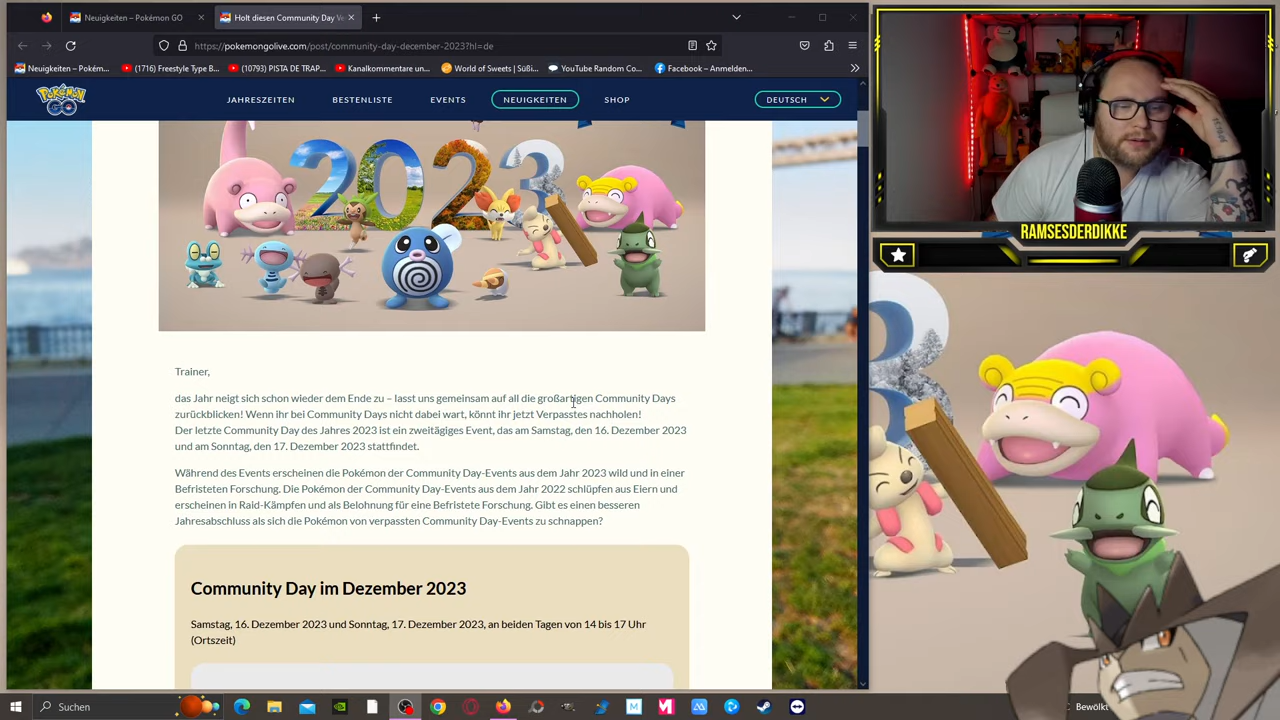 Neuigkeiten – Pokémon GO
Holt diesen Community Day Ve
https://pokemongolive.com/post/community-day-december-2023?hl=de
Neuigkeiten – Pokém...
(1716) Freestyle Type B...
(10793) PISTA DE TRAP...
Kanalkommentare un...
World of Sweets | Süßi...
YouTube Random Co...
Facebook – Anmelden...
POKÉMON GO
JAHRESZEITEN
BESTENLISTE
EVENTS
NEUIGKEITEN
SHOP
DEUTSCH
2023
RAMSESDERDIKKE
Trainer,
das Jahr neigt sich schon wieder dem Ende zu – lasst uns gemeinsam auf all die großartigen Community Days
zurückblicken! Wenn ihr bei Community Days nicht dabei wart, könnt ihr jetzt Verpasstes nachholen!
Der letzte Community Day des Jahres 2023 ist ein zweitägiges Event, das am Samstag, den 16. Dezember 2023
und am Sonntag, den 17. Dezember 2023 stattfindet.
Während des Events erscheinen die Pokémon der Community Day-Events aus dem Jahr 2023 wild und in einer
Befristeten Forschung. Die Pokémon der Community Day-Events aus dem Jahr 2022 schlüpfen aus Eiern und
erscheinen in Raid-Kämpfen und als Belohnung für eine Befristete Forschung. Gibt es einen besseren
Jahresabschluss als sich die Pokémon von verpassten Community Day-Events zu schnappen?
Community Day im Dezember 2023
Samstag, 16. Dezember 2023 und Sonntag, 17. Dezember 2023, an beiden Tagen von 14 bis 17 Uhr
(Ortszeit)
Suchen
Bewölkt